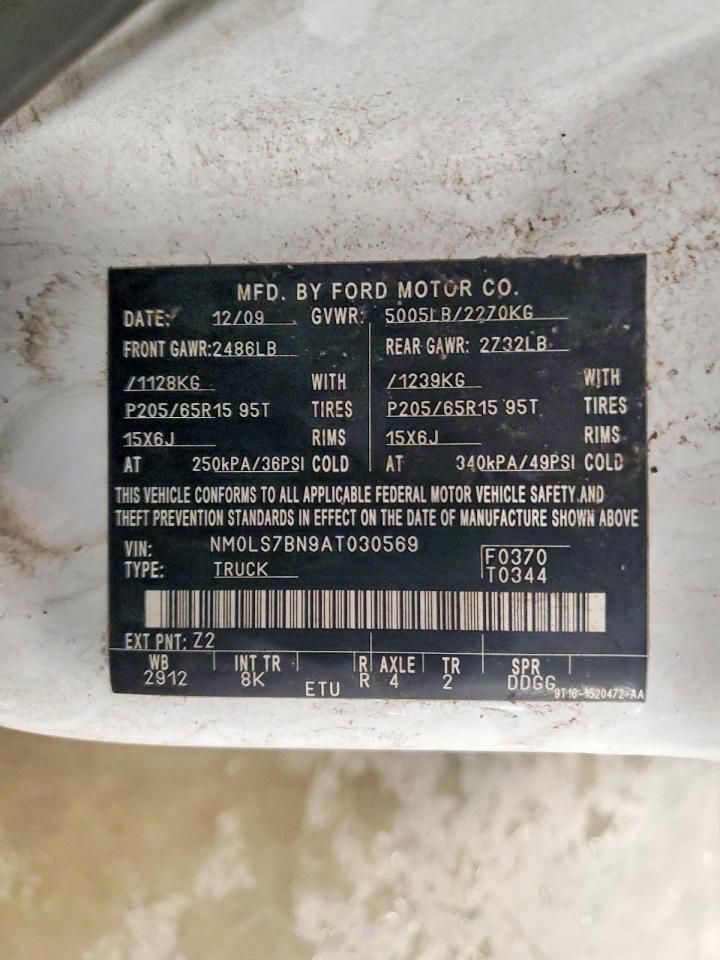 MFD. BY FORD MOTOR CO.
DATE: 12/09 GVWR: 5005LB/2270KG
FRONT GAWR: 2486LB REAR GAWR: 2732LB
/1128KG WITH /1239KG WITH
P205/65R15 95T TIRES P205/65R15 95T TIRES
15X6J RIMS 15X6J RIMS
AT 250kPA/36PSI COLD AT 340kPA/49PSI COLD
THIS VEHICLE CONFORMS TO ALL APPLICABLE FEDERAL MOTOR VEHICLE SAFETY AND
THEFT PREVENTION STANDARDS IN EFFECT ON THE DATE OF MANUFACTURE SHOWN ABOVE
VIN: NM0LS7BN9AT030569 F0370
TYPE: TRUCK T0344
EXT PNT: Z2
WB INT TR R AXLE TR SPR
2912 8K R 4 2 DDGG
ETU 9T16-1520472-AA